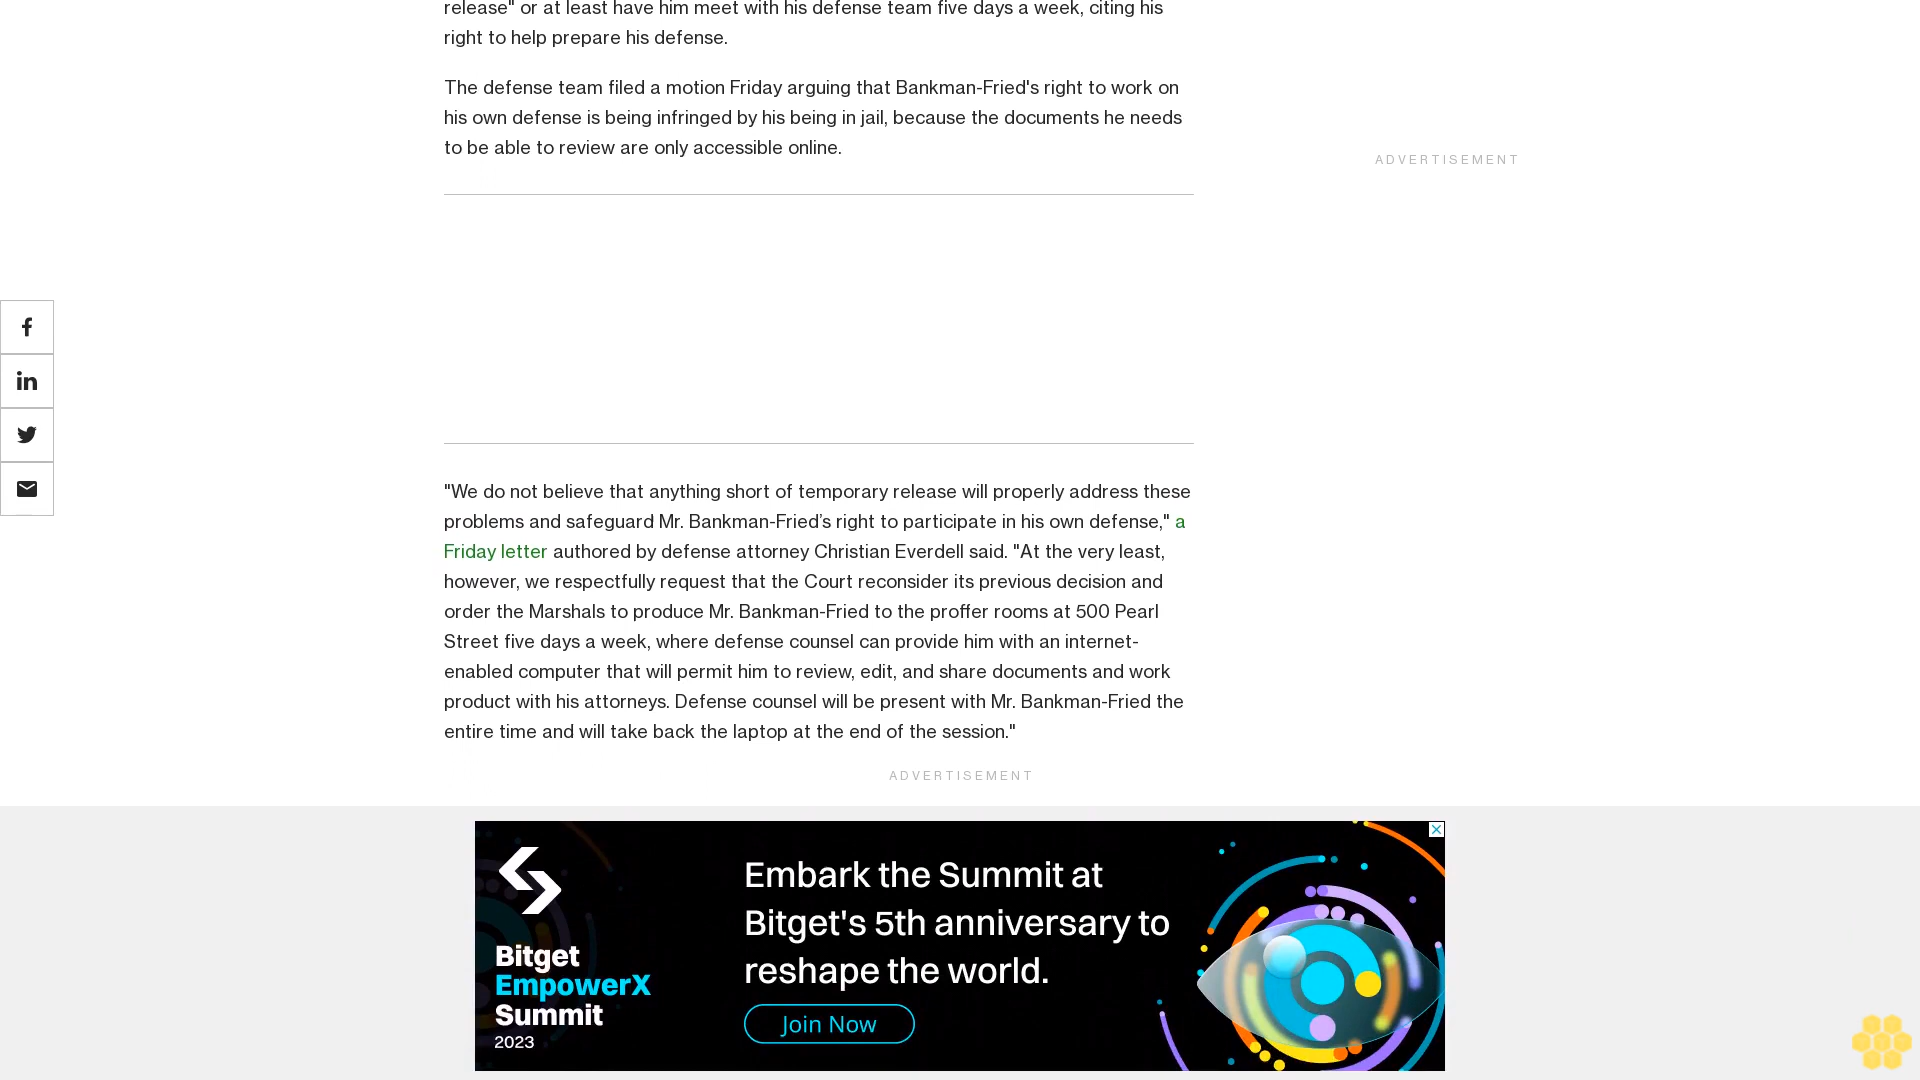 release" or at least have him meet with his defense team five days a week, citing his
right to help prepare his defense.
The defense team filed a motion Friday arguing that Bankman-Fried's right to work on
his own defense is being infringed by his being in jail, because the documents he needs
to be able to review are only accessible online.
ADVERTISEMENT
"We do not believe that anything short of temporary release will properly address these
problems and safeguard Mr. Bankman-Fried’s right to participate in his own defense," a
Friday letter authored by defense attorney Christian Everdell said. "At the very least,
however, we respectfully request that the Court reconsider its previous decision and
order the Marshals to produce Mr. Bankman-Fried to the proffer rooms at 500 Pearl
Street five days a week, where defense counsel can provide him with an internet-
enabled computer that will permit him to review, edit, and share documents and work
product with his attorneys. Defense counsel will be present with Mr. Bankman-Fried the
entire time and will take back the laptop at the end of the session."
ADVERTISEMENT
Bitget
EmpowerX
Summit
2023
Embark the Summit at
Bitget's 5th anniversary to
reshape the world.
Join Now